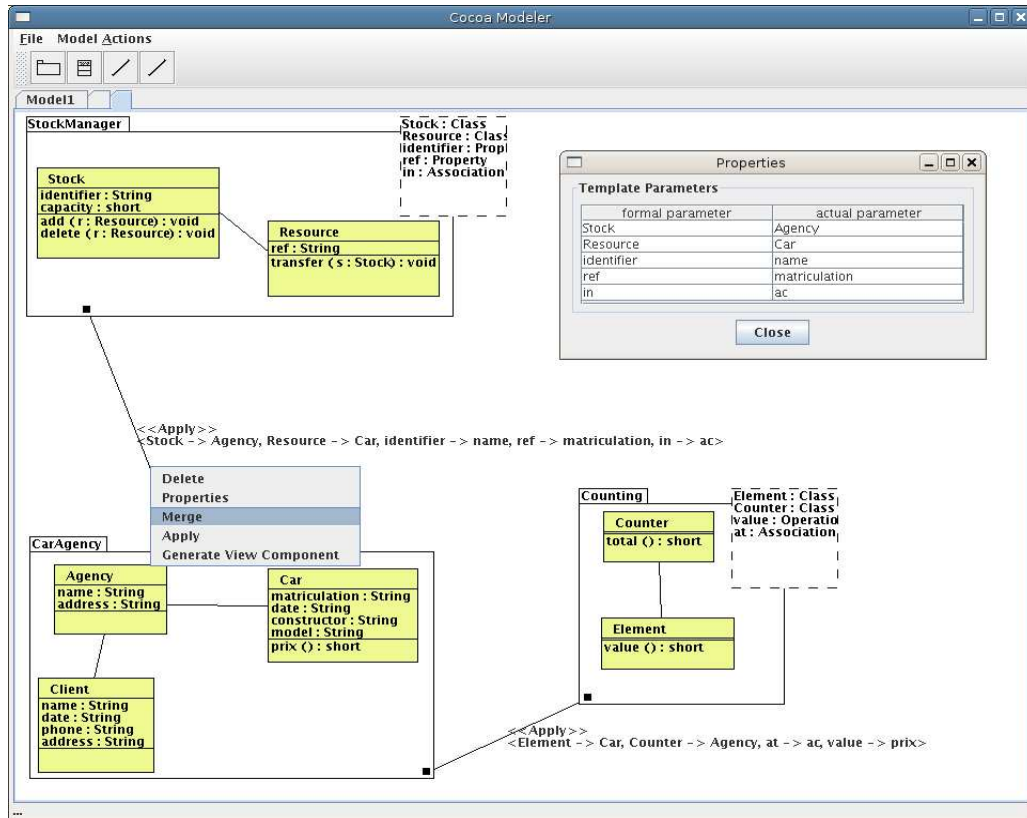 Cocoa Modeler
File Model Actions
Model1
StockManager
Stock : Class
Resource : Clas
identifier : Prop
ref : Property
in : Association
Stock
identifier : String
capacity : short
add ( r : Resource) : void
delete ( r : Resource) : void
Resource
ref : String
transfer ( s : Stock) : void
Properties
Template Parameters
formal parameter actual parameter
Stock Agency
Resource Car
identifier name
ref matriculation
in ac
Close
<<Apply>>
<Stock -> Agency, Resource -> Car, identifier -> name, ref -> matriculation, in -> ac>
Delete
Properties
Merge
Apply
Generate View Component
CarAgency
Agency
name : String
address : String
Car
matriculation : String
date : String
constructor : String
model : String
prix () : short
Client
name : String
date : String
phone : String
address : String
Counting
Element : Class
Counter : Class
value : Operatio
at : Association
Counter
total () : short
Element
value () : short
<<Apply>>
<Element -> Car, Counter -> Agency, at -> ac, value -> prix>
...